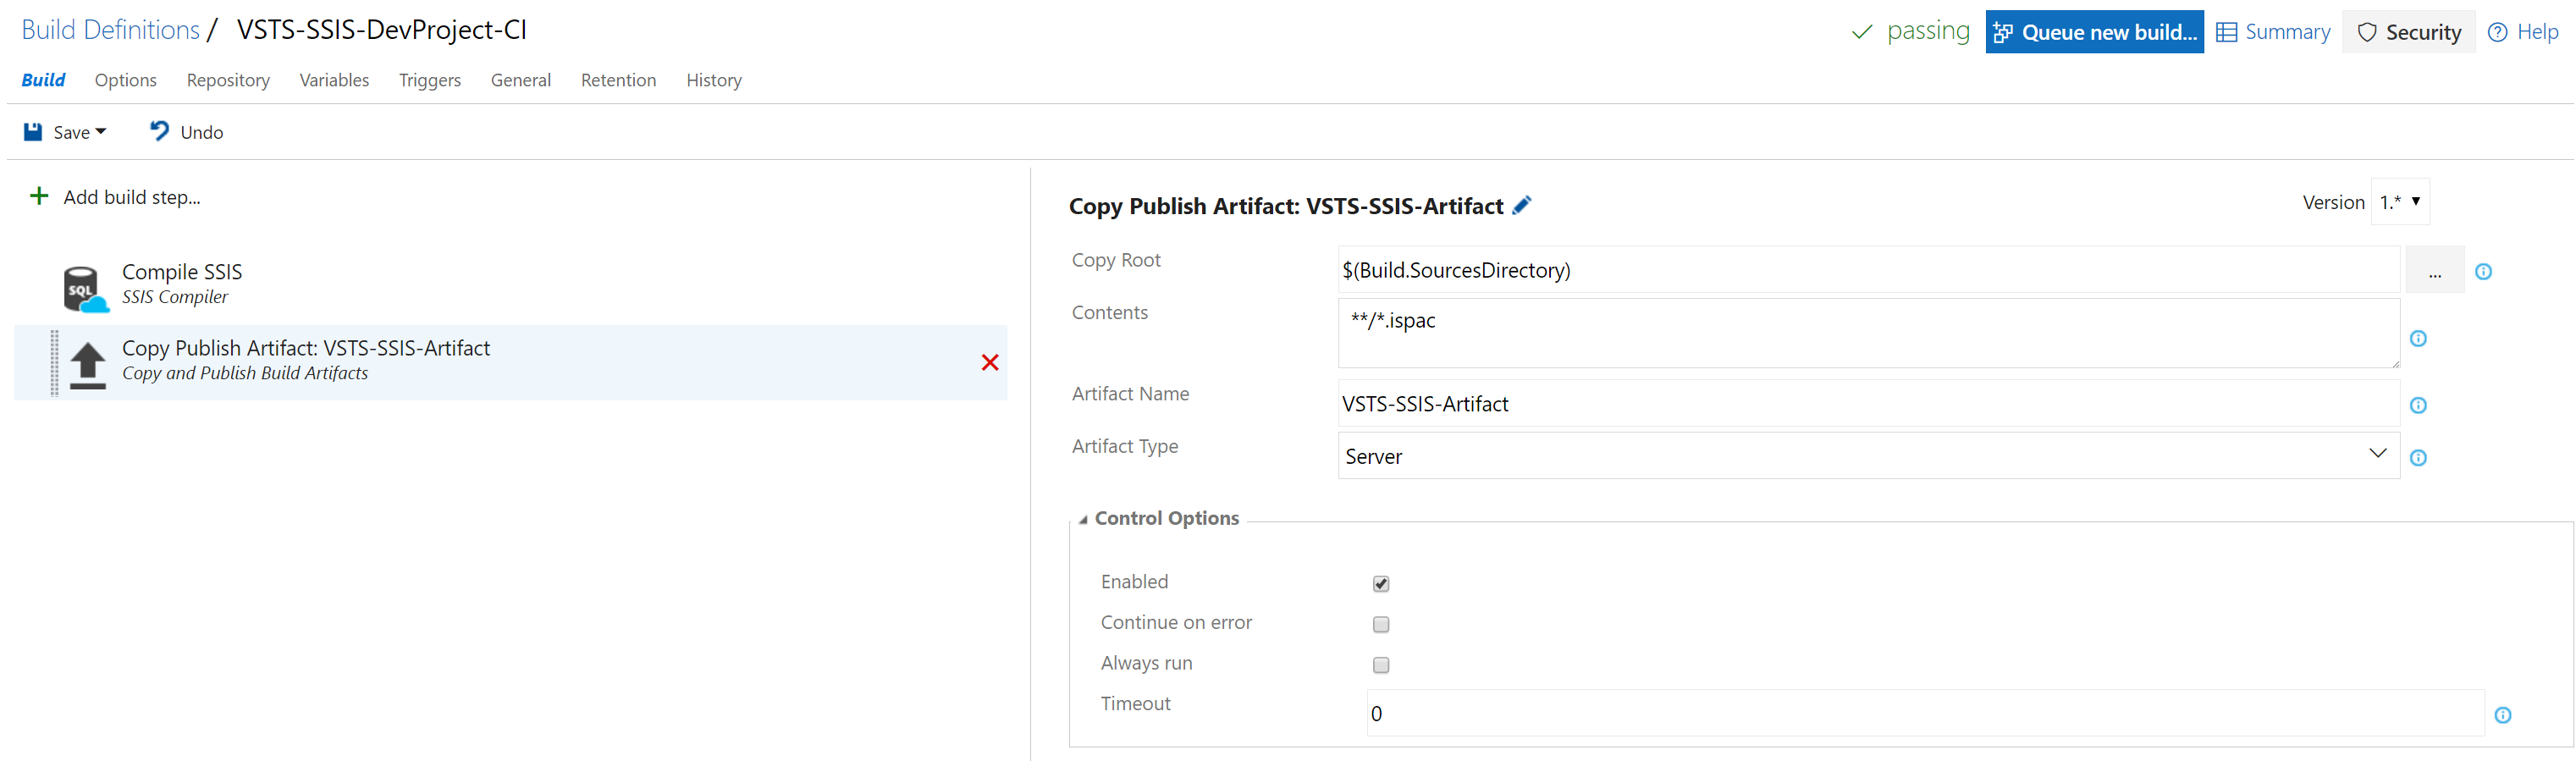 Build Definitions / VSTS-SSIS-DevProject-CI
passing
Queue new build...
Summary
Security
Help
Build Options Repository Variables Triggers General Retention History
Save
Undo
Add build step...
Compile SSIS
SSIS Compiler
SQL
Copy Publish Artifact: VSTS-SSIS-Artifact
Copy and Publish Build Artifacts
Copy Publish Artifact: VSTS-SSIS-Artifact
Version 1.*
Copy Root $(Build.SourcesDirectory) ...
Contents **/*.ispac
Artifact Name VSTS-SSIS-Artifact
Artifact Type Server
Control Options
Enabled
Continue on error
Always run
Timeout 0